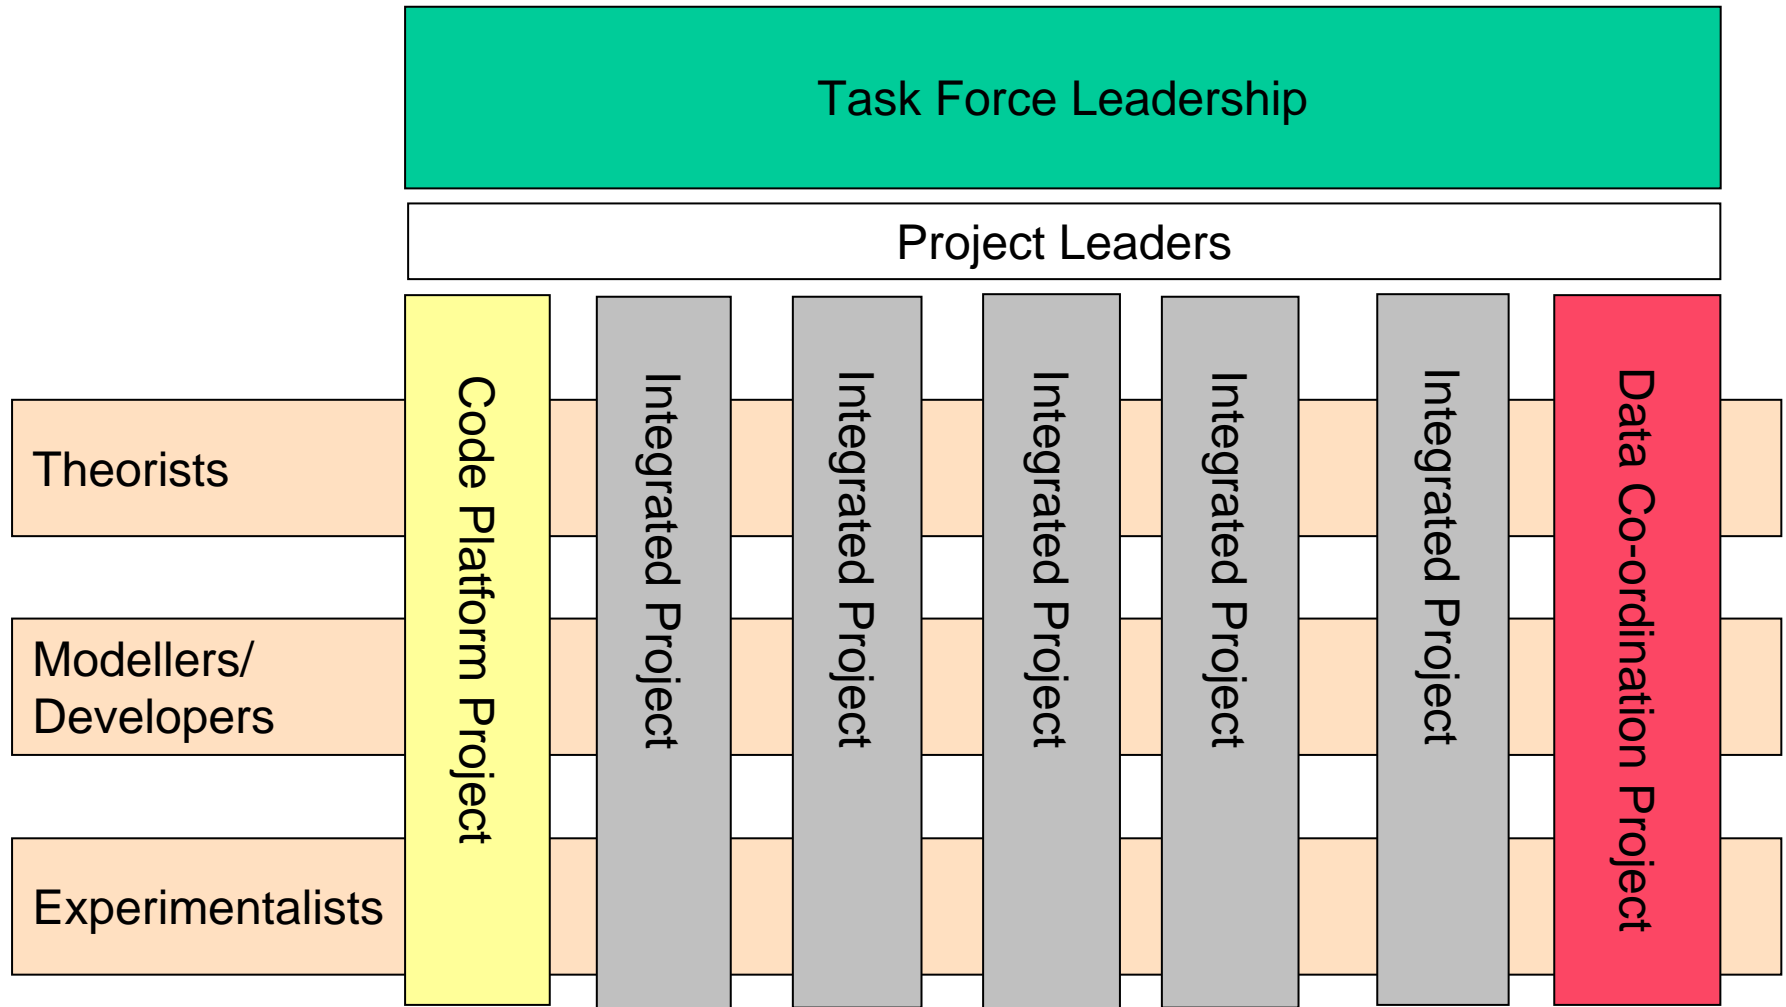 Task Force Leadership
Project Leaders
Code Platform Project
Integrated Project
Integrated Project
Integrated Project
Integrated Project
Integrated Project
Data Co-ordination Project
Theorists
Modellers/
Developers
Experimentalists